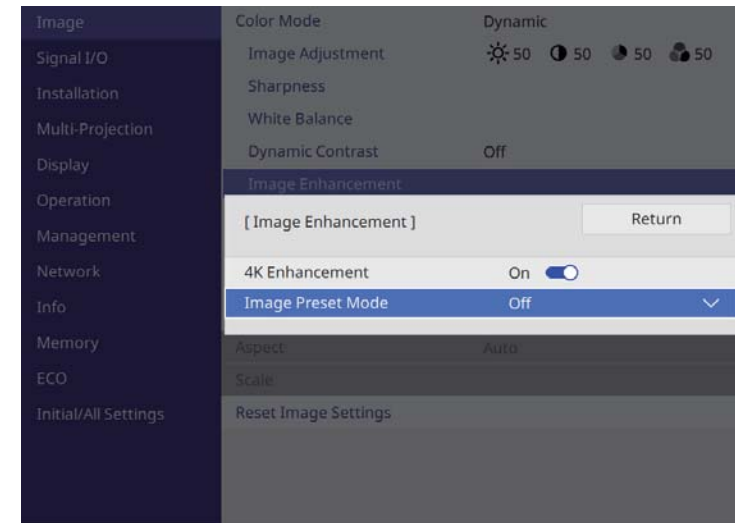 Image
Signal I/O
Installation
Multi-Projection
Display
Operation
Management
Network
Info
Memory
ECO
Initial/All Settings
Color Mode Dynamic
Image Adjustment 50 50 50 50
Sharpness
White Balance
Dynamic Contrast Off
Image Enhancement
[ Image Enhancement ] Return
4K Enhancement On
Image Preset Mode Off
Aspect Auto
Scale
Reset Image Settings